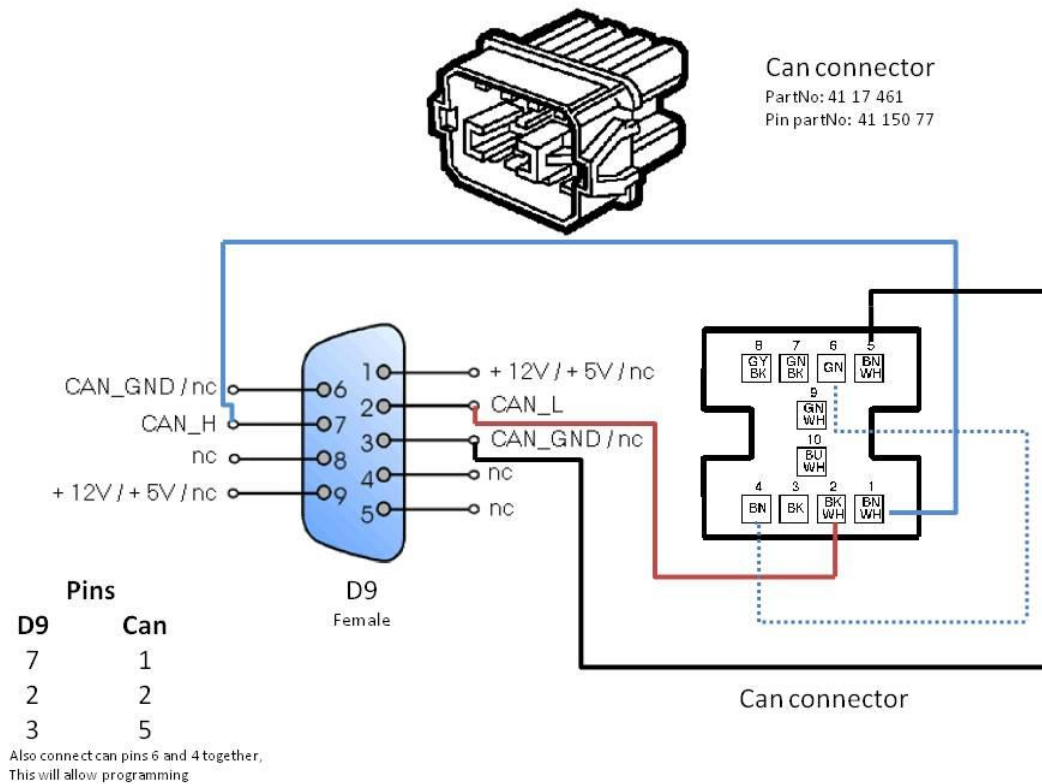 Can connector
PartNo: 41 17 461
Pin partNo: 41 150 77
CAN_GND / nc
CAN_H
nc
+ 12V / + 5V / nc
6
7
8
9
1
2
3
4
5
+ 12V / + 5V / nc
CAN_L
CAN_GND / nc
nc
nc
D9
Female
8 7 6 5
GY BK
GN BK
GN
BN WH
9
GN WH
10
BU WH
4 3 2 1
BN
BK
BK WH
BN WH
Can connector
Pins
D9 Can
7 1
2 2
3 5
Also connect can pins 6 and 4 together,
This will allow programming